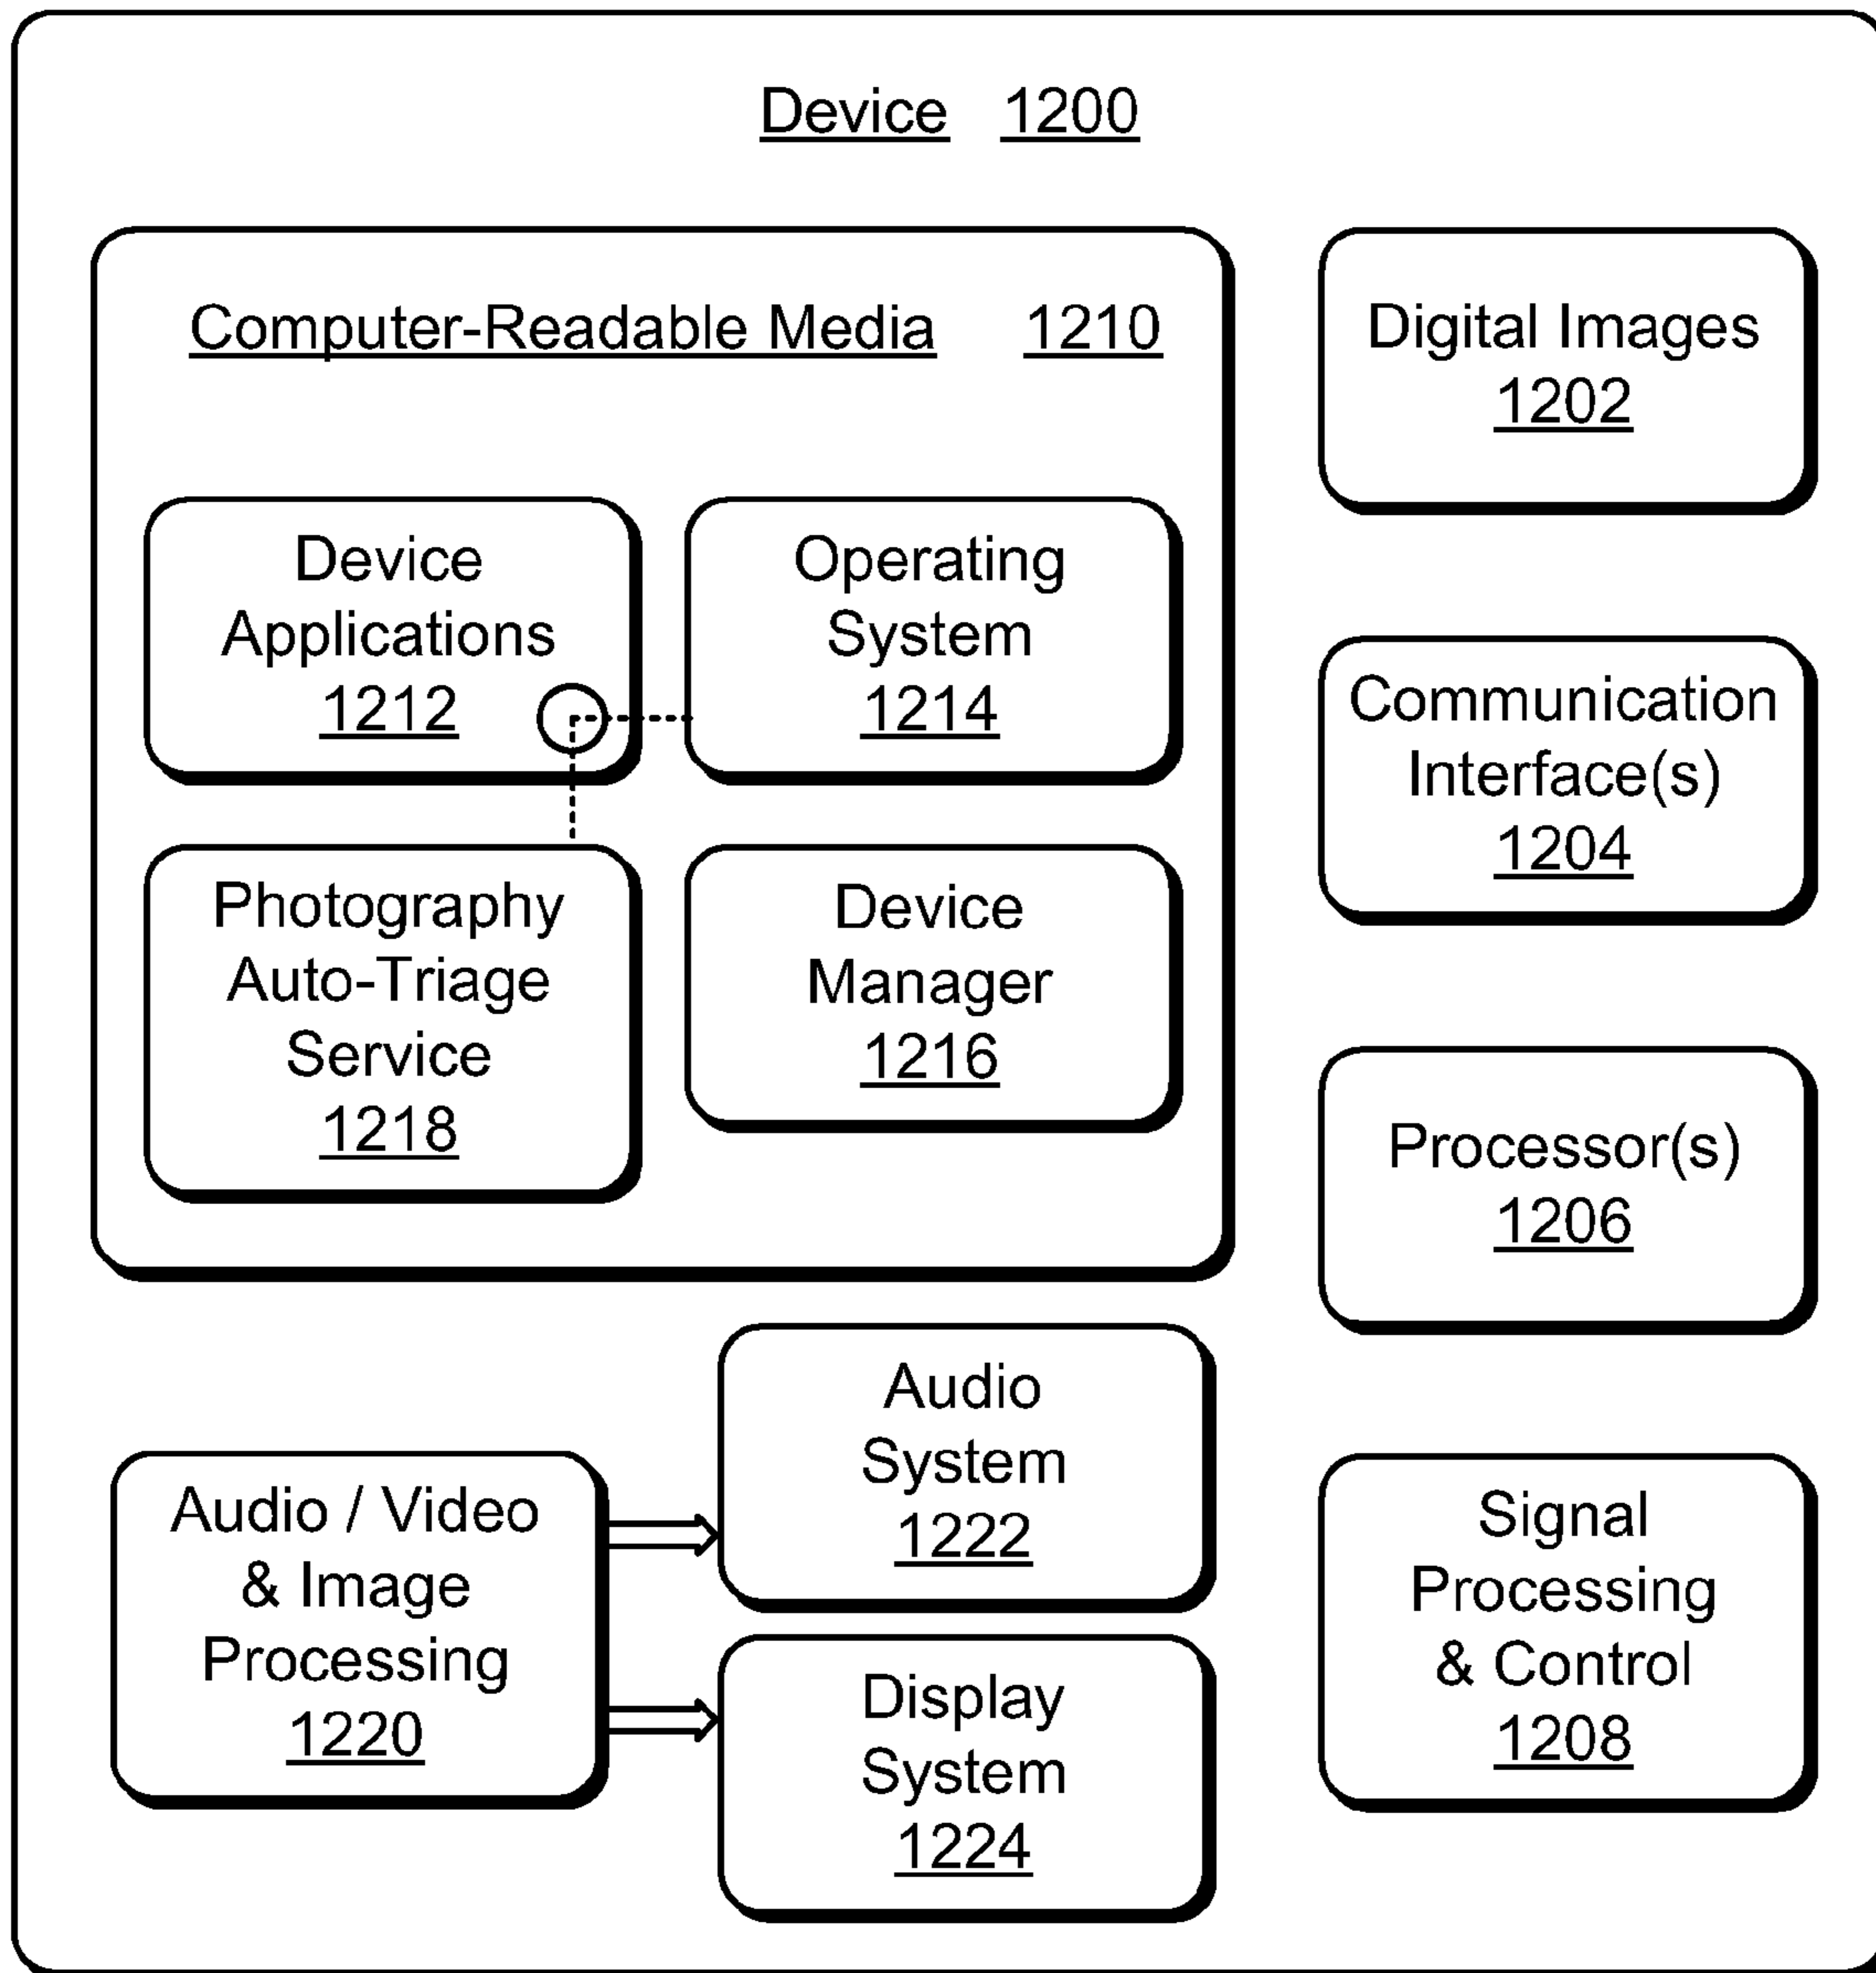 Device 1200
Computer-Readable Media 1210
Device
Applications
1212
Operating
System
1214
Photography
Auto-Triage
Service
1218
Device
Manager
1216
Digital Images
1202
Communication
Interface(s)
1204
Processor(s)
1206
Audio / Video
& Image
Processing
1220
Audio
System
1222
Display
System
1224
Signal
Processing
& Control
1208